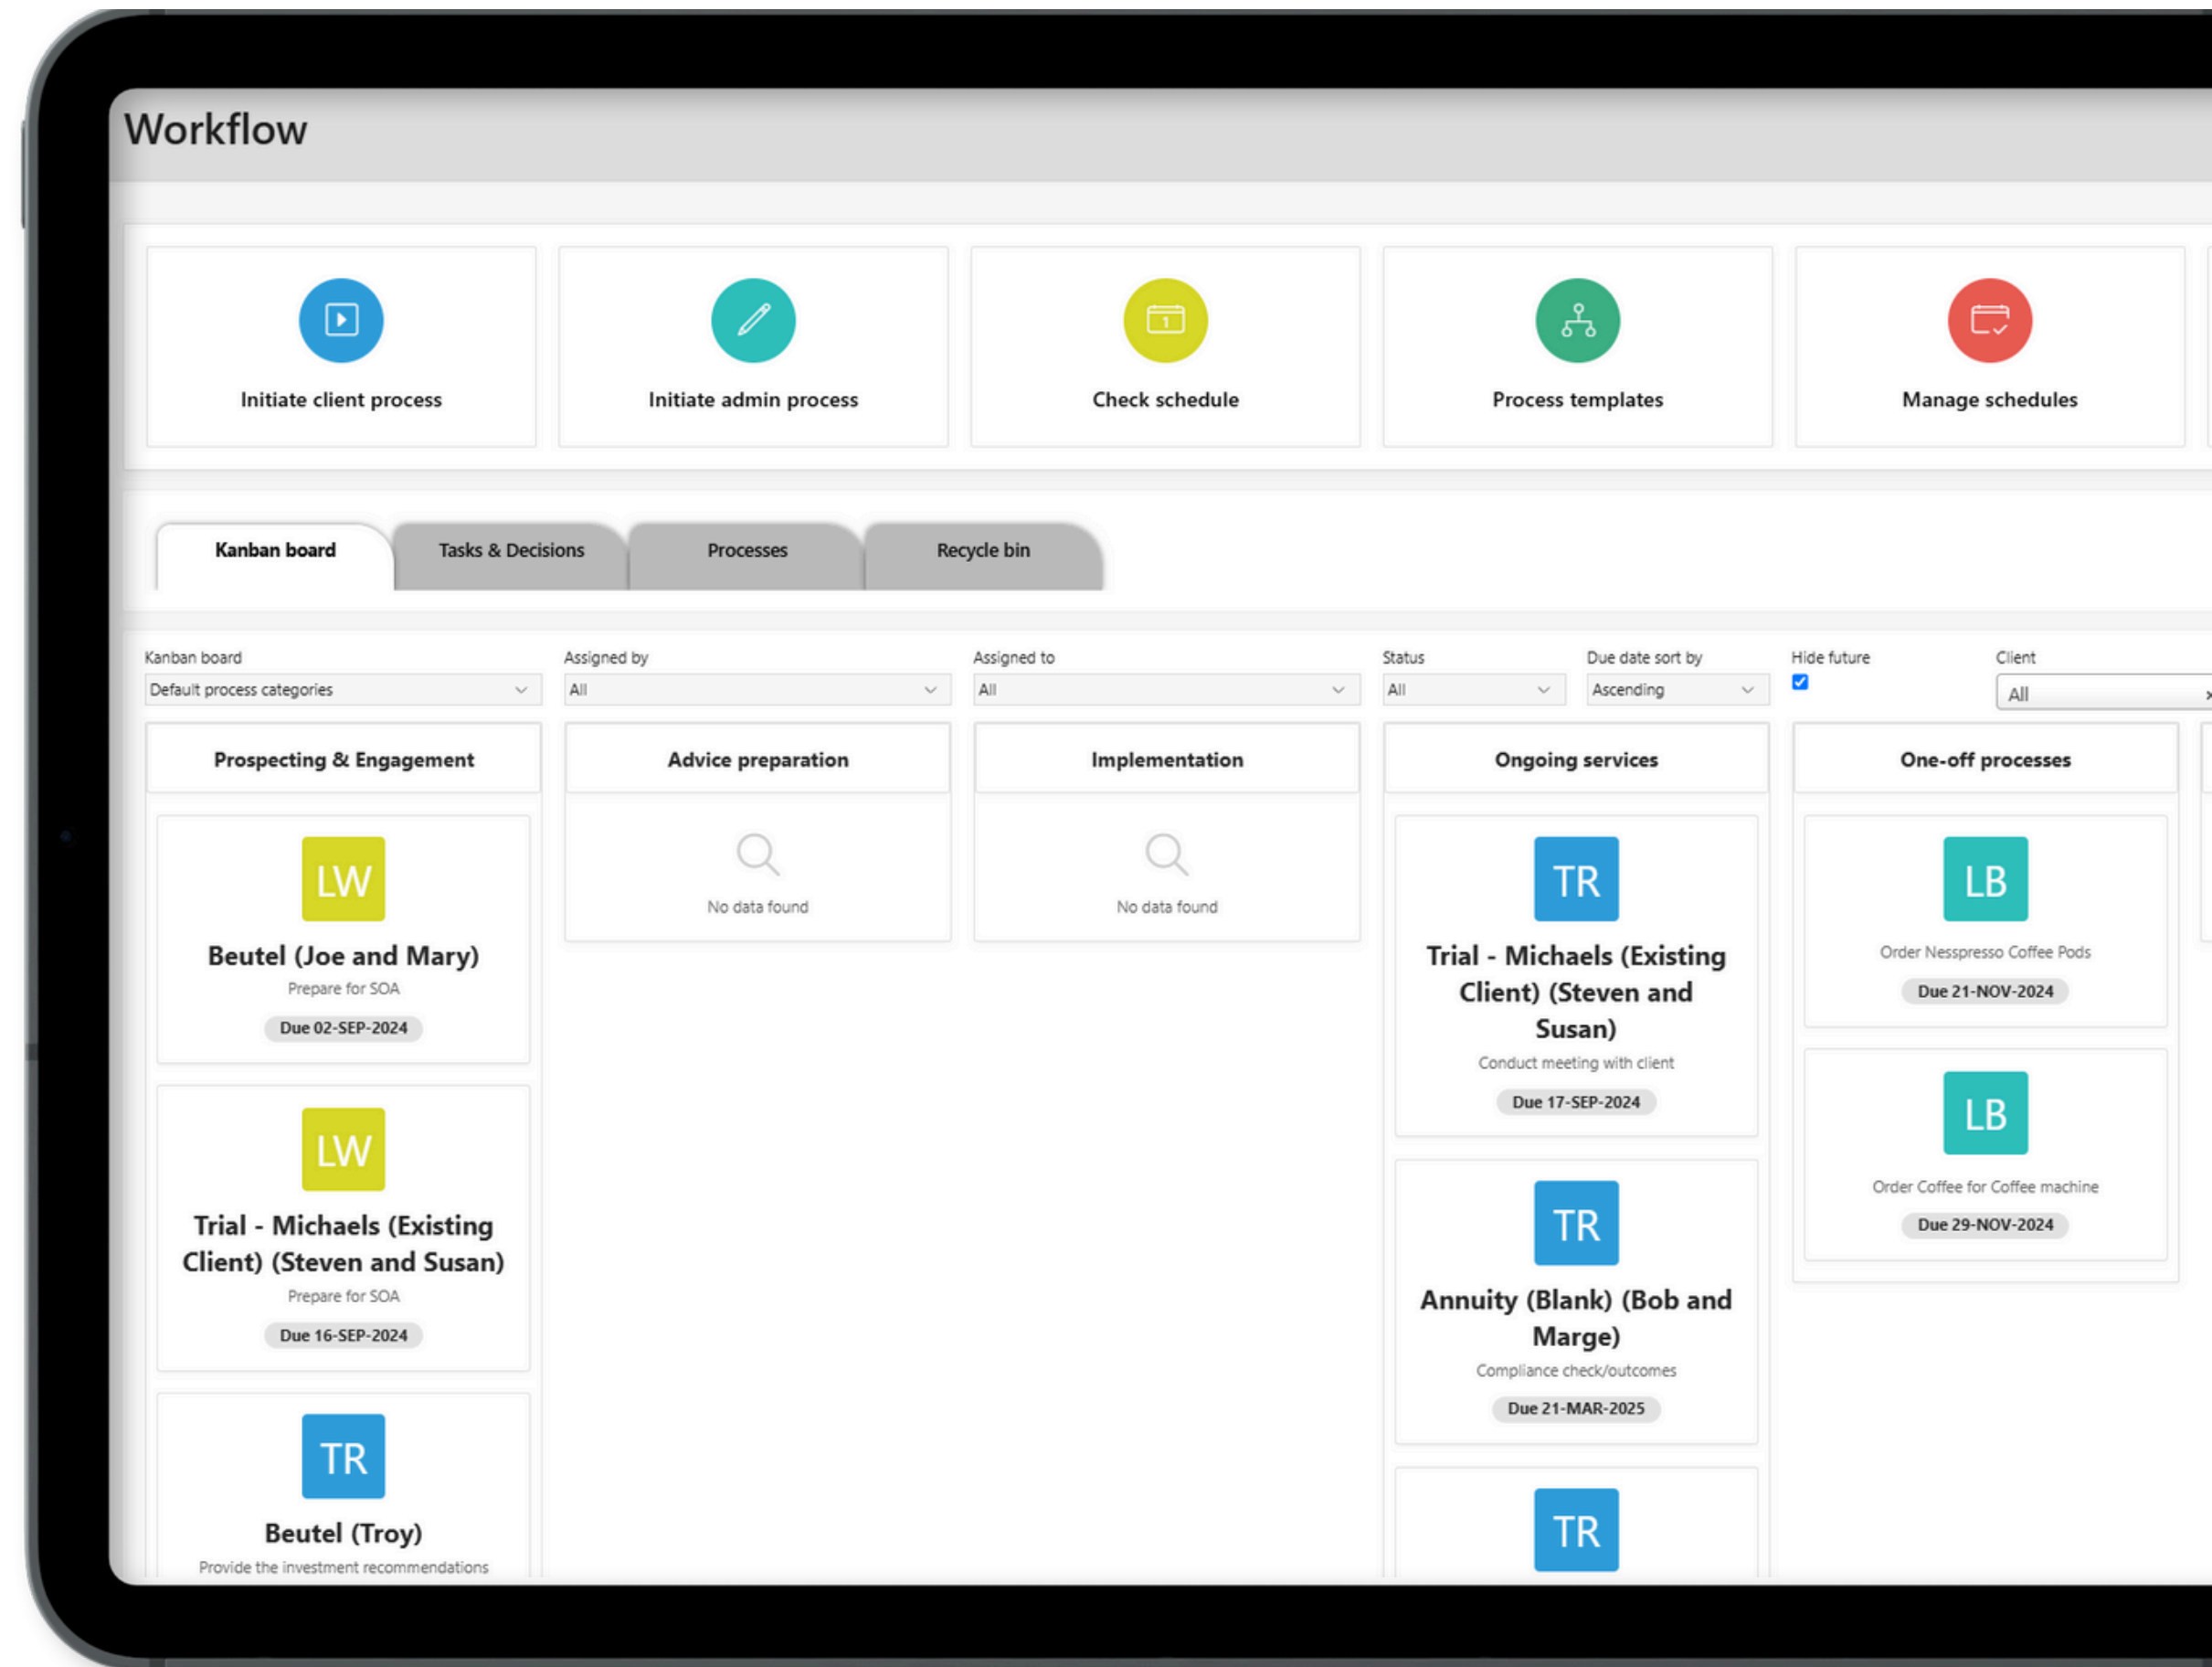 Workflow
Initiate client process
Initiate admin process
Check schedule
Process templates
Manage schedules
1
Kanban board
Tasks & Decisions
Processes
Recycle bin
Kanban board
Default process categories
Assigned by
All
Assigned to
All
Status
All
Due date sort by
Ascending
Hide future
Client
All
Prospecting & Engagement
LW
Beutel (Joe and Mary)
Prepare for SOA
Due 02-SEP-2024
LW
Trial - Michaels (Existing
Client) (Steven and Susan)
Prepare for SOA
Due 16-SEP-2024
TR
Beutel (Troy)
Provide the investment recommendations
Advice preparation
No data found
Implementation
No data found
Ongoing services
TR
Trial - Michaels (Existing
Client) (Steven and
Susan)
Conduct meeting with client
Due 17-SEP-2024
TR
Annuity (Blank) (Bob and
Marge)
Compliance check/outcomes
Due 21-MAR-2025
TR
One-off processes
LB
Order Nesspresso Coffee Pods
Due 21-NOV-2024
LB
Order Coffee for Coffee machine
Due 29-NOV-2024